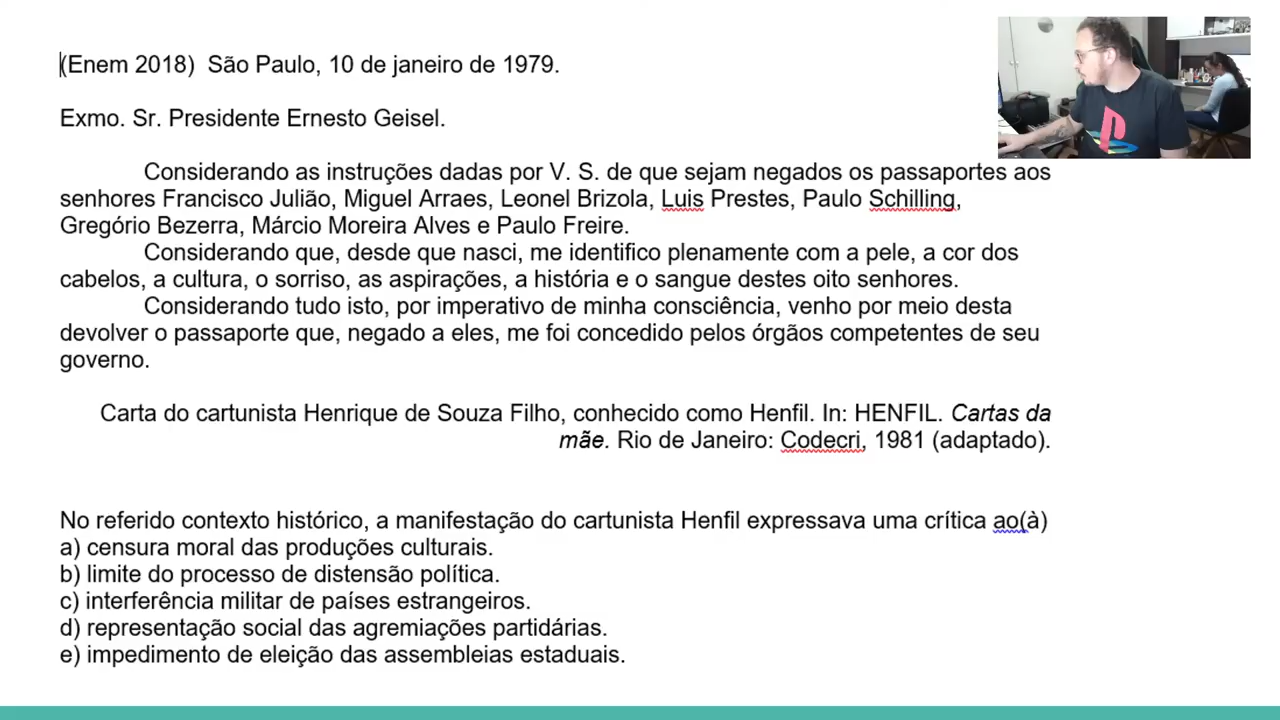 (Enem 2018) São Paulo, 10 de janeiro de 1979.
Exmo. Sr. Presidente Ernesto Geisel.
Considerando as instruções dadas por V. S. de que sejam negados os passaportes aos
senhores Francisco Julião, Miguel Arraes, Leonel Brizola, Luis Prestes, Paulo Schilling,
Gregório Bezerra, Márcio Moreira Alves e Paulo Freire.
Considerando que, desde que nasci, me identifico plenamente com a pele, a cor dos
cabelos, a cultura, o sorriso, as aspirações, a história e o sangue destes oito senhores.
Considerando tudo isto, por imperativo de minha consciência, venho por meio desta
devolver o passaporte que, negado a eles, me foi concedido pelos órgãos competentes de seu
governo.
Carta do cartunista Henrique de Souza Filho, conhecido como Henfil. In: HENFIL. Cartas da
mãe. Rio de Janeiro: Codecri, 1981 (adaptado).
No referido contexto histórico, a manifestação do cartunista Henfil expressava uma crítica ao(à)
a) censura moral das produções culturais.
b) limite do processo de distensão política.
c) interferência militar de países estrangeiros.
d) representação social das agremiações partidárias.
e) impedimento de eleição das assembleias estaduais.